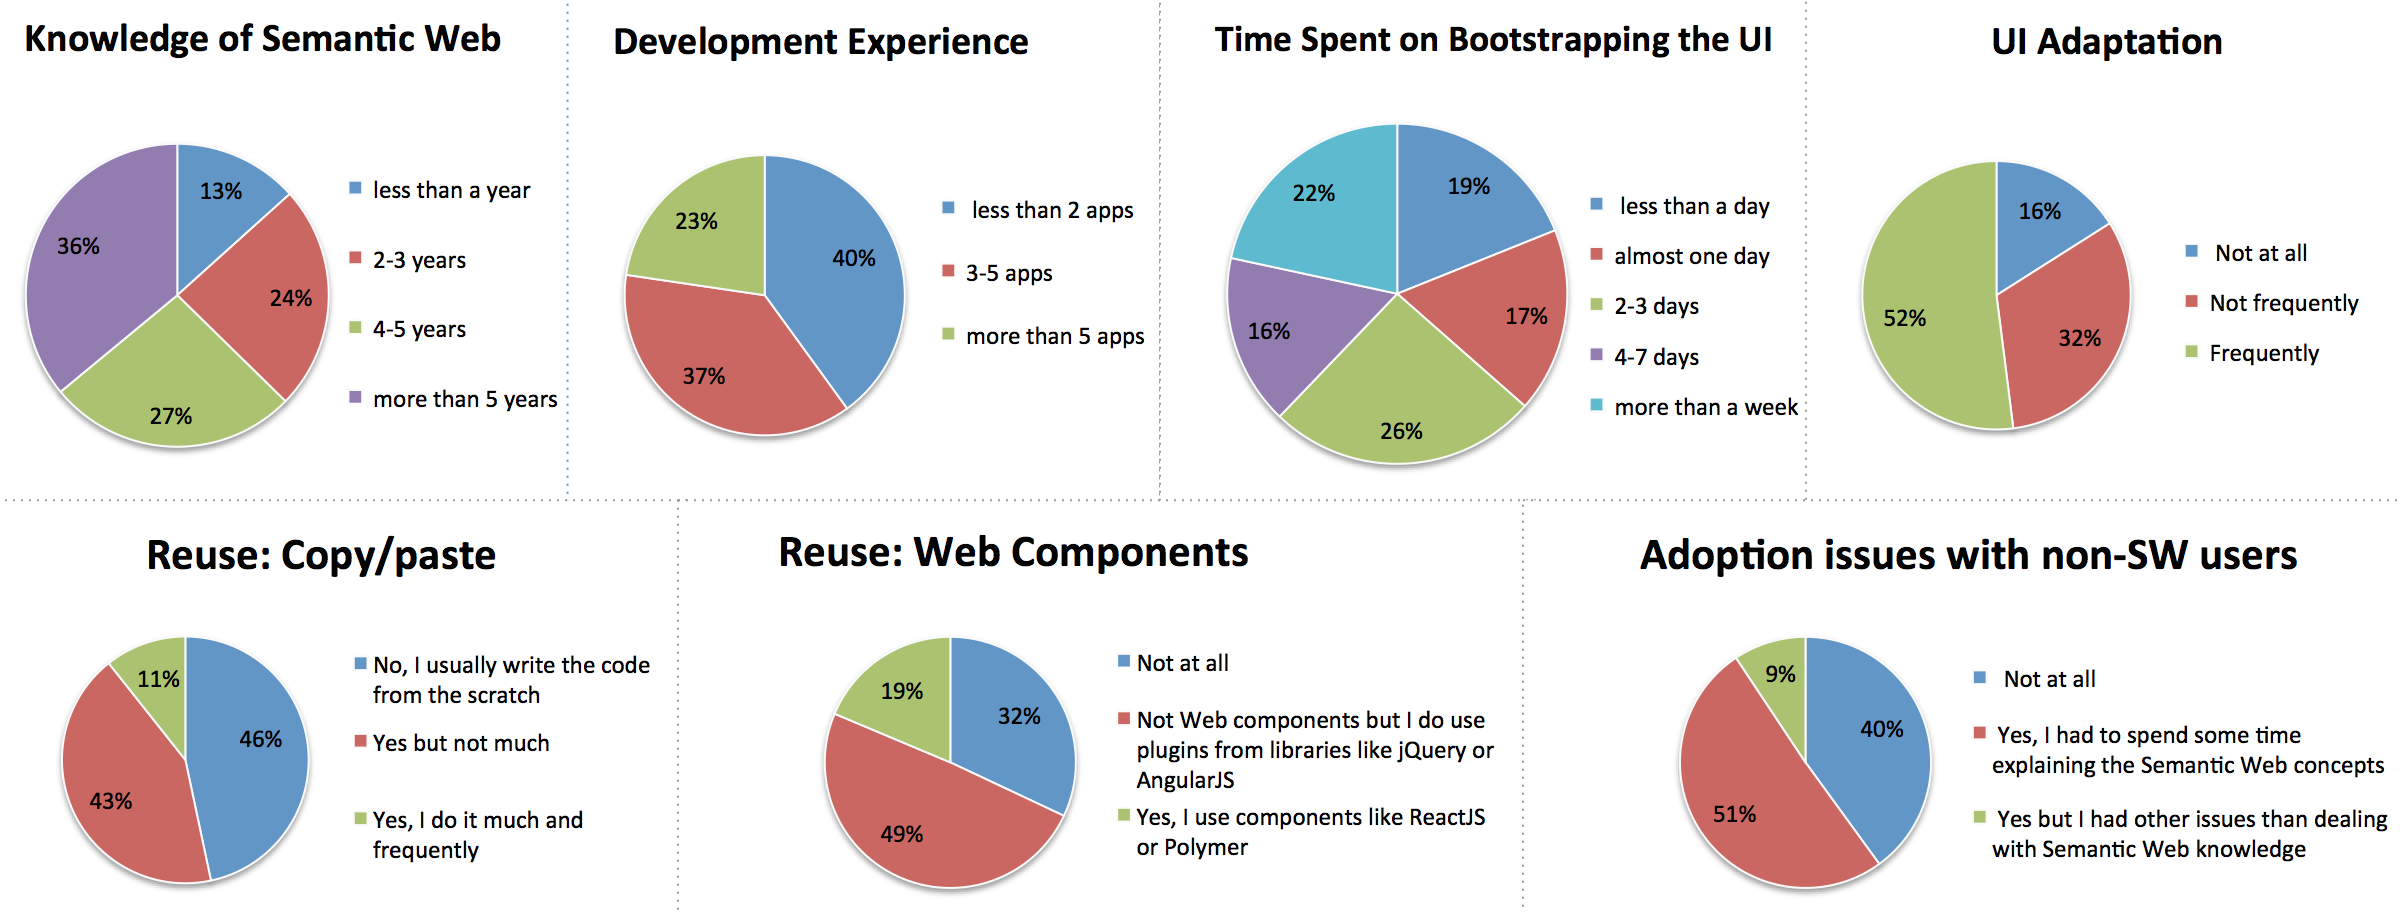 Knowledge of Semantic Web
13%
24%
27%
36%
less than a year
2-3 years
4-5 years
more than 5 years
Development Experience
40%
37%
23%
less than 2 apps
3-5 apps
more than 5 apps
Time Spent on Bootstrapping the UI
19%
17%
26%
16%
22%
less than a day
almost one day
2-3 days
4-7 days
more than a week
UI Adaptation
16%
32%
52%
Not at all
Not frequently
Frequently
Reuse: Copy/paste
46%
43%
11%
No, I usually write the code
from the scratch
Yes but not much
Yes, I do it much and
frequently
Reuse: Web Components
32%
49%
19%
Not at all
Not Web components but I do use
plugins from libraries like jQuery or
AngularJS
Yes, I use components like ReactJS
or Polymer
Adoption issues with non-SW users
40%
51%
9%
Not at all
Yes, I had to spend some time
explaining the Semantic Web concepts
Yes but I had other issues than dealing
with Semantic Web knowledge